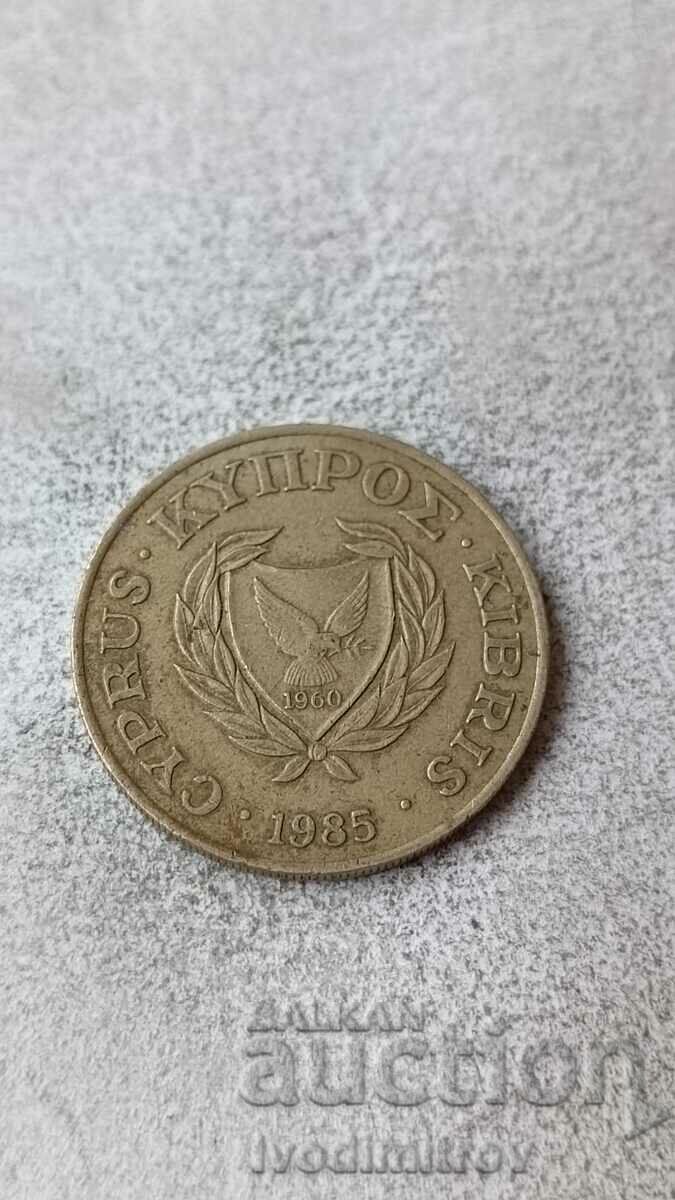 CYPRUS · ΚΥΠΡΟΣ · KIBRIS
1960
· 1985 ·
BALKAN
auction
Ivodimitrov